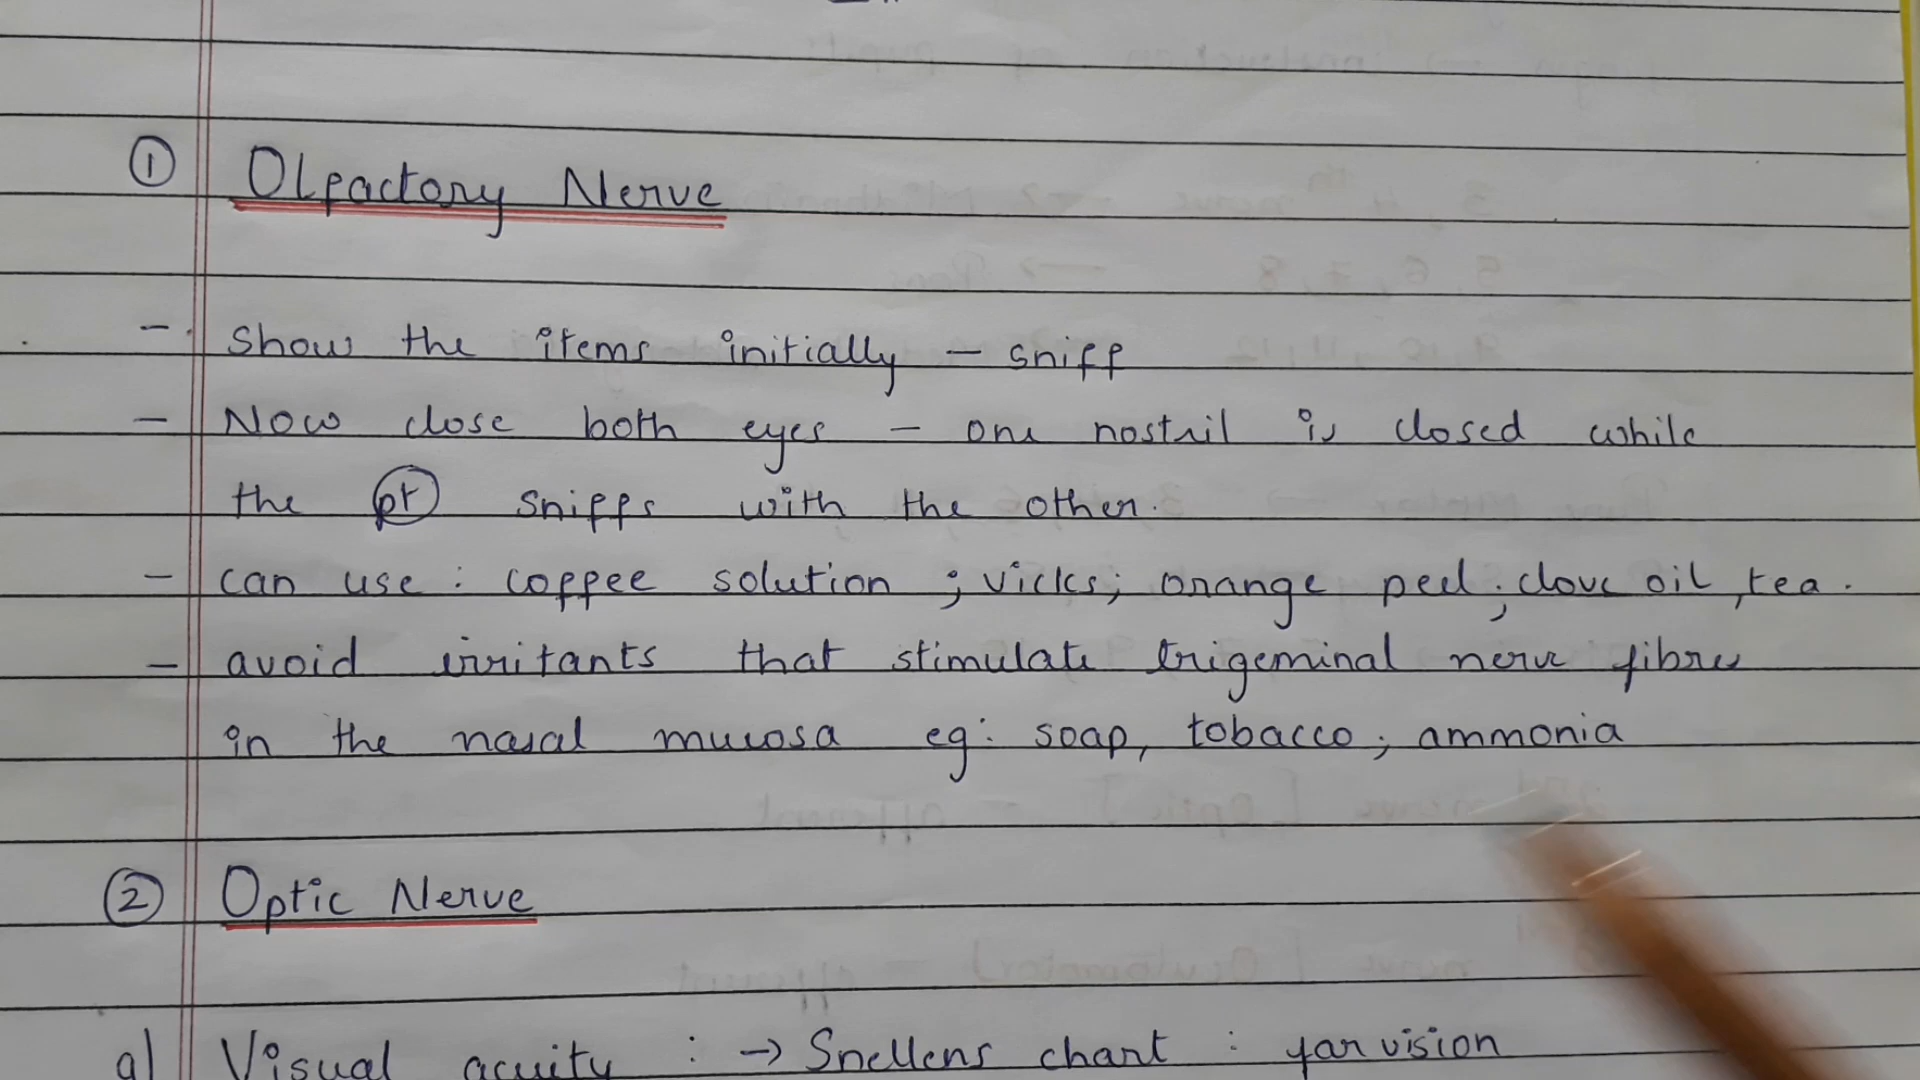 ① Olfactory Nerve
- Show the items initially - sniff
- Now close both eyes - one nostril is closed while
the pt sniffs with the other.
- can use : coffee solution ; vicks; orange peel; clove oil, tea.
- avoid irritants that stimulate trigeminal nerve fibres
in the nasal mucosa eg: soap, tobacco; ammonia
② Optic Nerve
a) Visual acuity : → Snellens chart : far vision